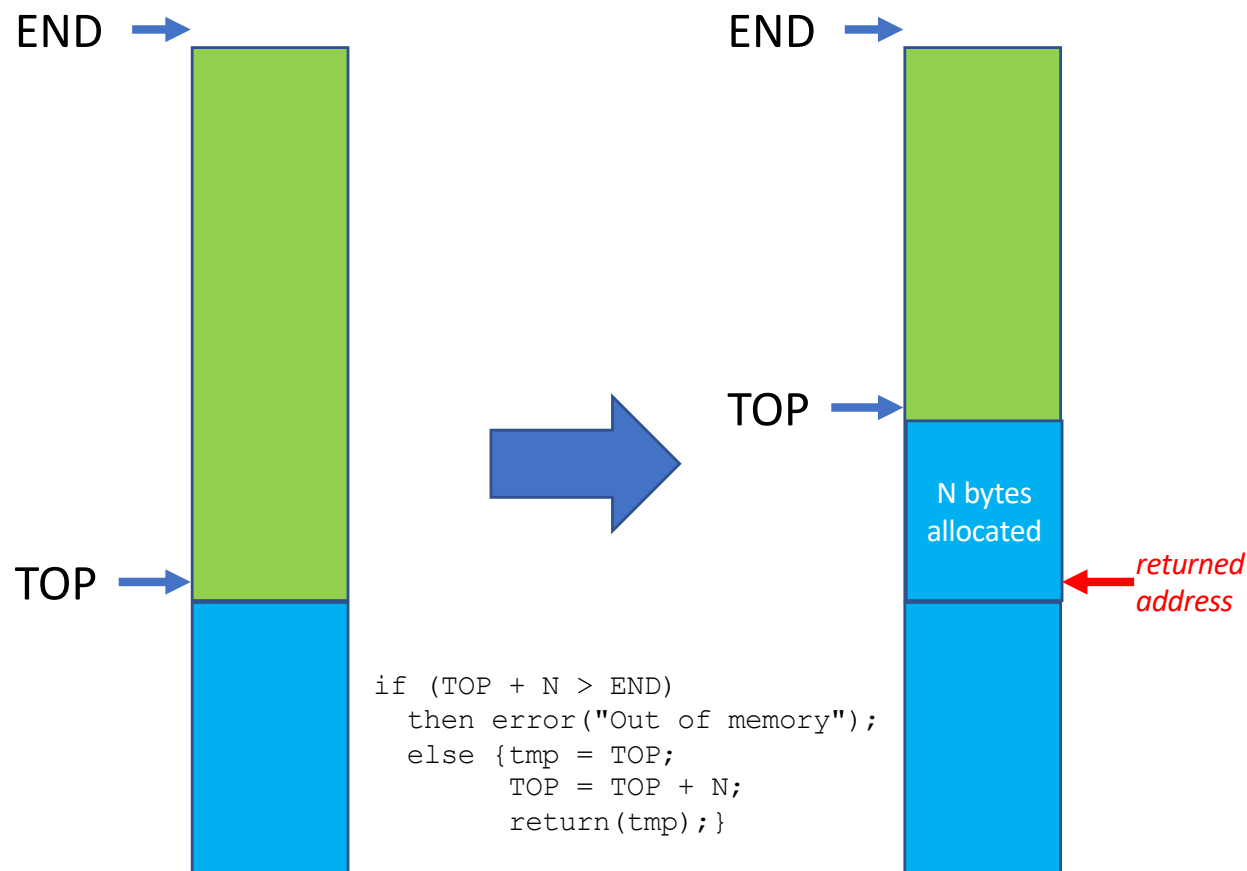 END
END
TOP
N bytes
allocated
TOP
returned
address
if (TOP + N > END)
then error("Out of memory");
else {tmp = TOP;
TOP = TOP + N;
return(tmp);}